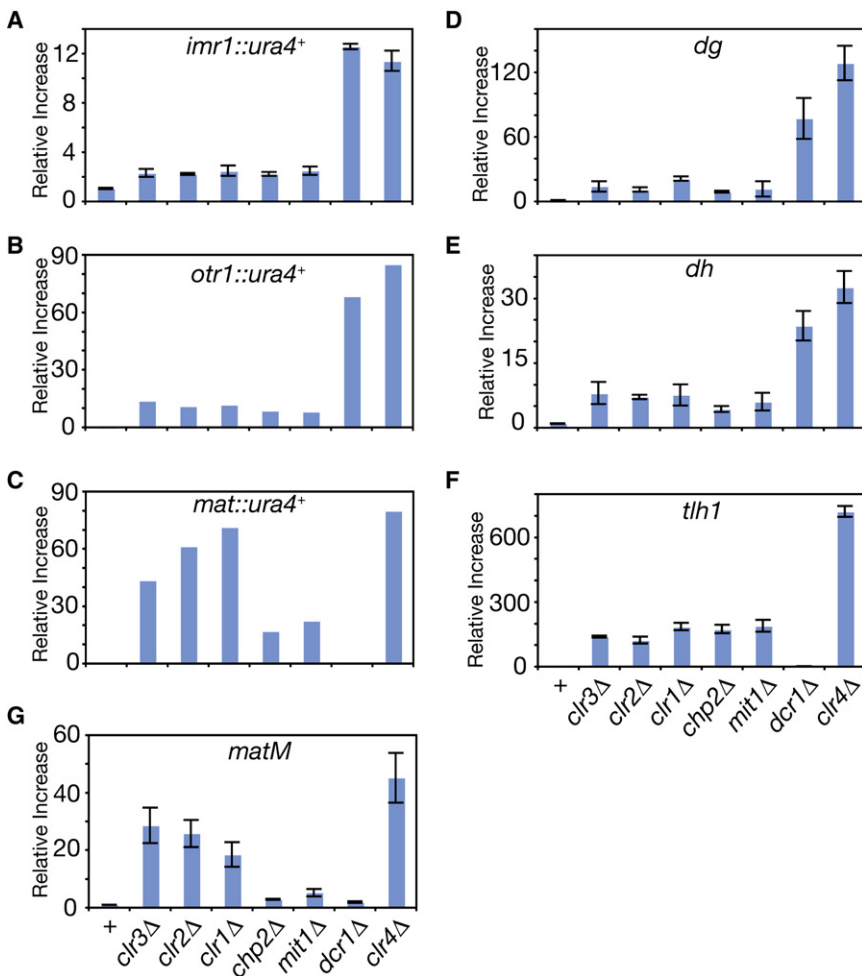 A
imr1::ura4+
Relative Increase
12
8
4
2
0
B
otr1::ura4+
Relative Increase
90
60
30
0
C
mat::ura4+
Relative Increase
90
60
30
0
G
matM
Relative Increase
60
40
20
0
+
clr3Δ
clr2Δ
clr1Δ
chp2Δ
mit1Δ
dcr1Δ
clr4Δ
D
dg
Relative Increase
120
60
0
E
dh
Relative Increase
30
15
0
F
tlh1
Relative Increase
600
300
0
+
clr3Δ
clr2Δ
clr1Δ
chp2Δ
mit1Δ
dcr1Δ
clr4Δ